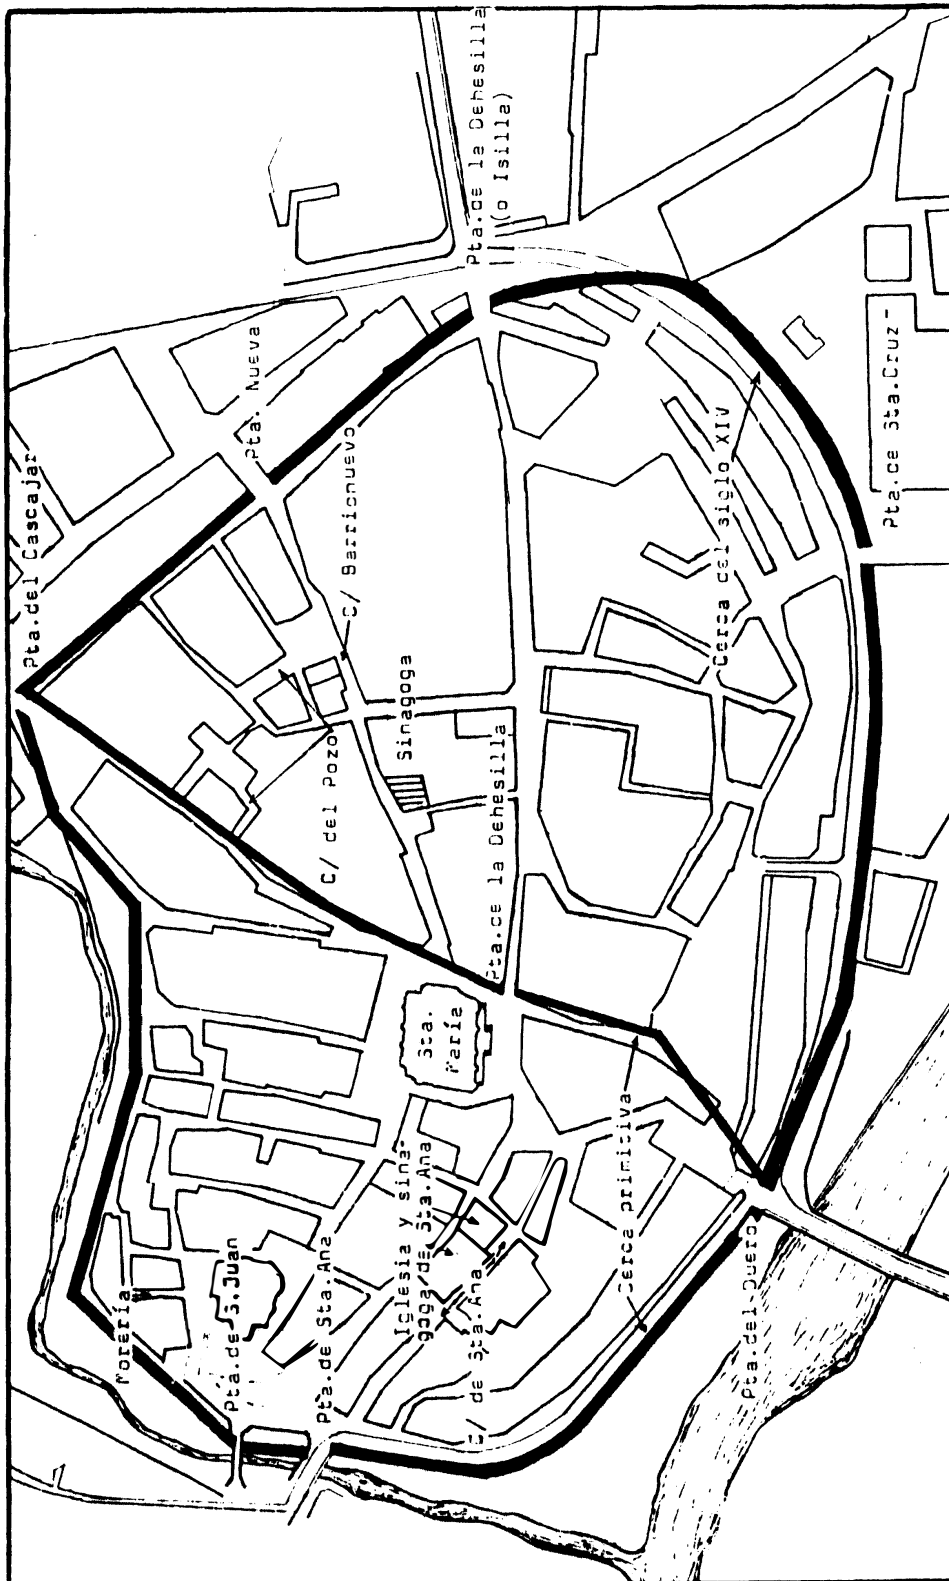 Pta.del Cascajar
Pta. Nueva
Pta.de la Dehesilla
(o Isilla)
C/ Barrionuevo
Sinagoga
C/ del Pozo
Pta.de la Dehesilla
Cerca del siglo XIV
Pta.de Sta.Cruz-
Sta.
María
Iglesia y sina-
goga de Sta.Ana
C/ de Sta.Ana
Cerca primitiva
Morería
Pta.de S.Juan
Pta.de Sta.Ana
Pta.del Duero